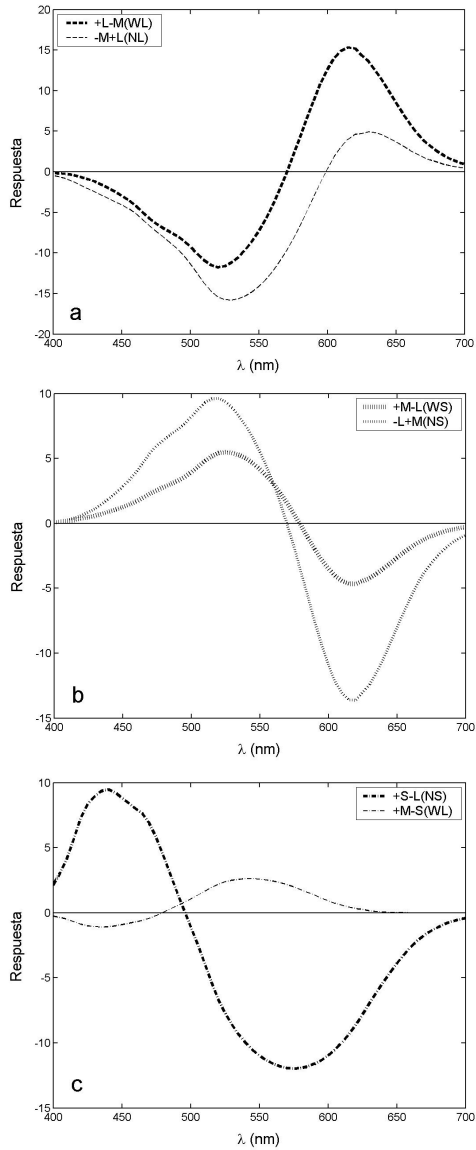 20
+L-M(WL)
-M+L(NL)
15
10
5
0
-5
-10
-15
-20
Respuesta
a
400 450 500 550 600 650 700
λ (nm)
10
+M-L(WS)
-L+M(NS)
5
0
-5
-10
-15
Respuesta
b
400 450 500 550 600 650 700
λ (nm)
10
+S-L(NS)
+M-S(WL)
5
0
-5
-10
-15
Respuesta
c
400 450 500 550 600 650 700
λ (nm)